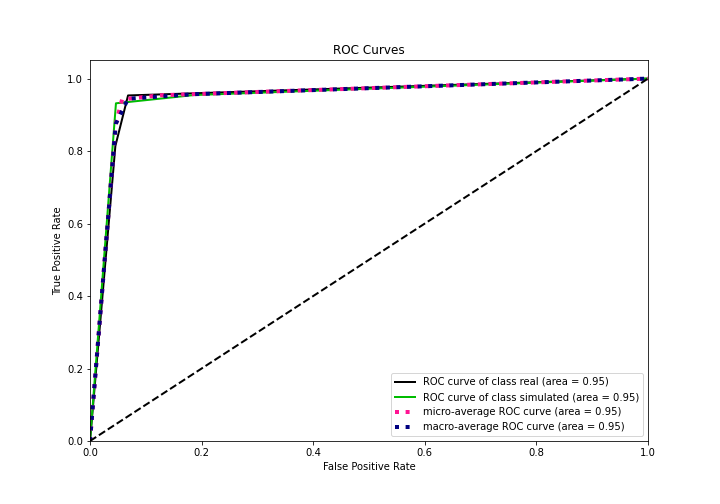 ROC Curves
True Positive Rate
1.0
0.8
0.6
0.4
0.2
0.0
0.0 0.2 0.4 0.6 0.8 1.0
False Positive Rate
ROC curve of class real (area = 0.95)
ROC curve of class simulated (area = 0.95)
micro-average ROC curve (area = 0.95)
macro-average ROC curve (area = 0.95)